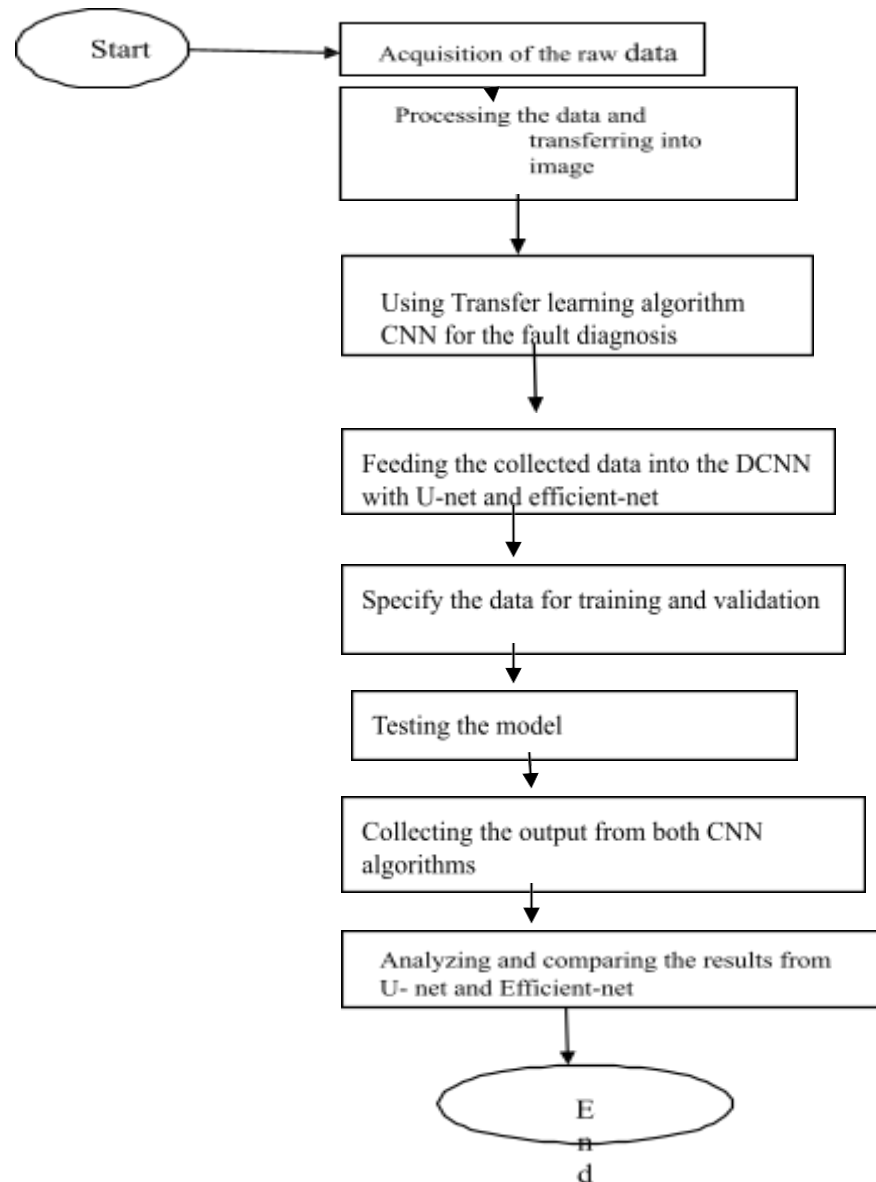 Start
Acquisition of the raw data
Processing the data and
transferring into
image
Using Transfer learning algorithm
CNN for the fault diagnosis
Feeding the collected data into the DCNN
with U-net and efficient-net
Specify the data for training and validation
Testing the model
Collecting the output from both CNN
algorithms
Analyzing and comparing the results from
U- net and Efficient-net
E
n
d